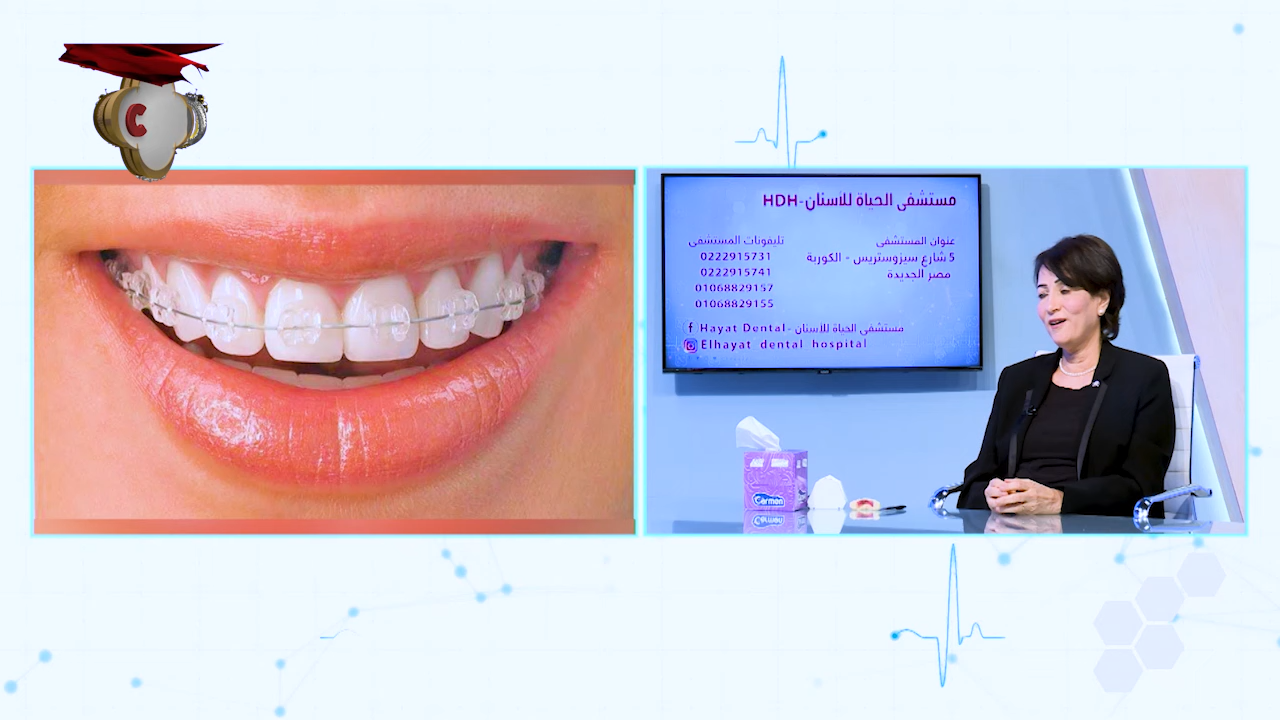 C
مستشفى الحياة للاسنان-HDH
عنوان المستشفى
5 شارع سيزوستريس - الكوربة
مصر الجديدة
تليفونات المستشفى
0222915731
0222915741
01068829157
01068829155
Hayat Dental - مستشفى الحياة للاسنان
Elhayat dental hospital
Carmen